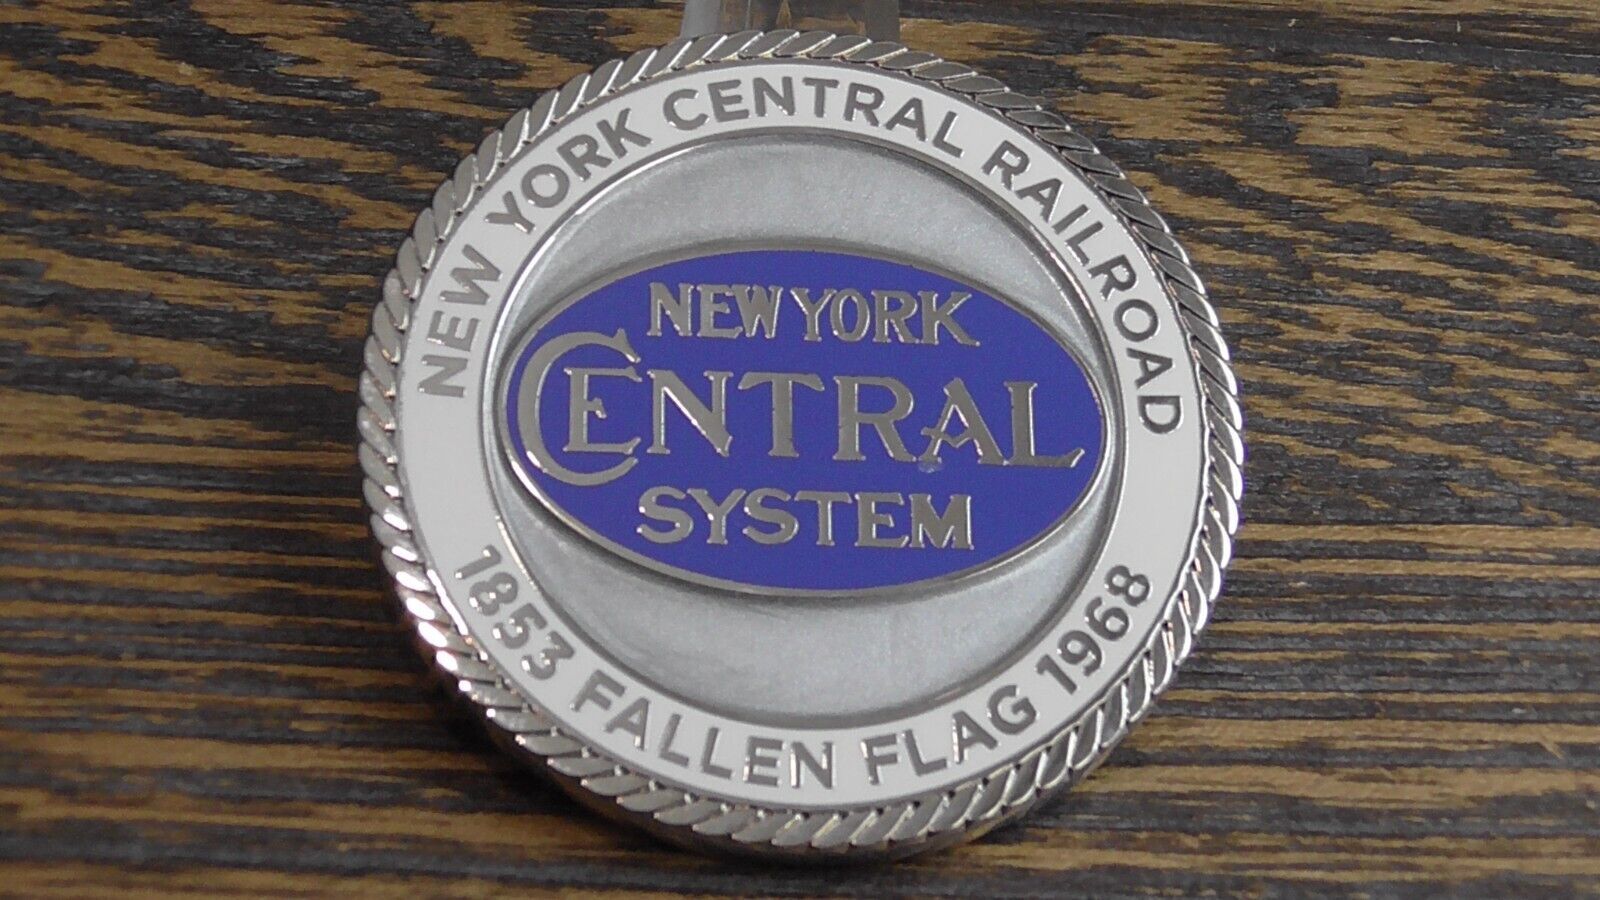 NEW YORK CENTRAL RAILROAD
NEW YORK
CENTRAL
SYSTEM
1853 FALLEN FLAG 1968